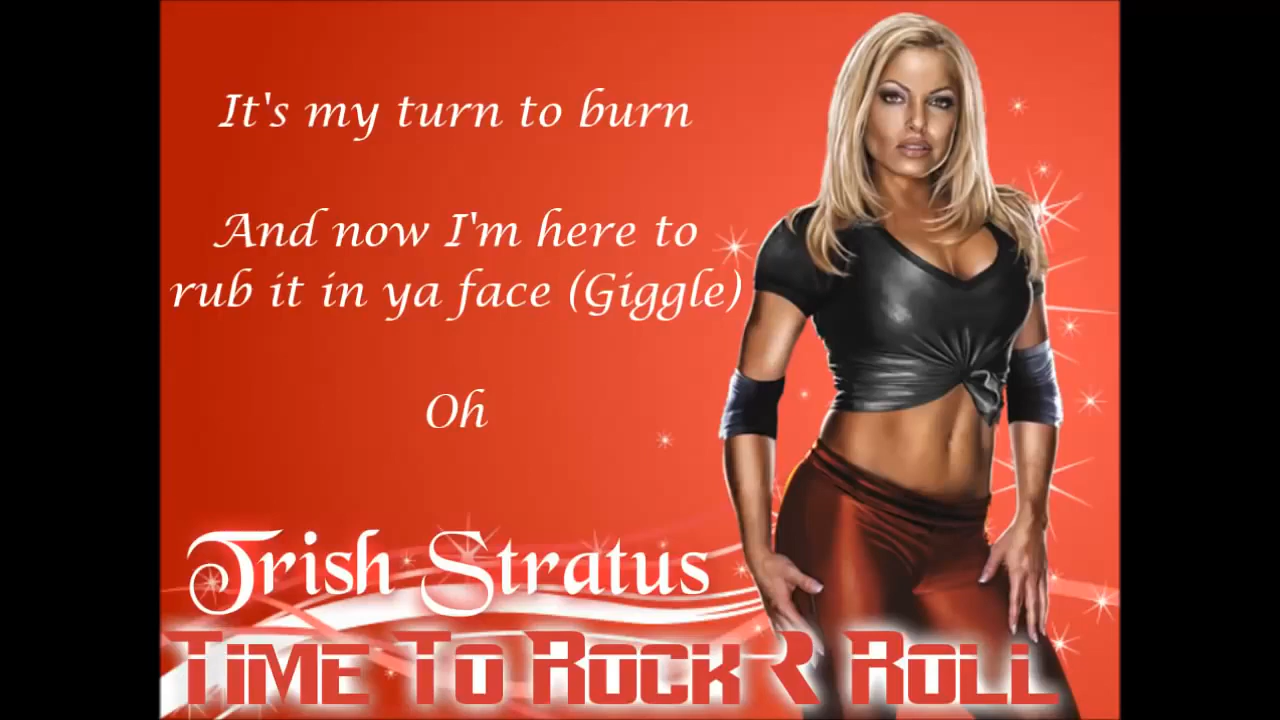 It's my turn to burn
And now I'm here to
rub it in ya face (Giggle)
Oh
Trish Stratus
Time To Rock R Roll